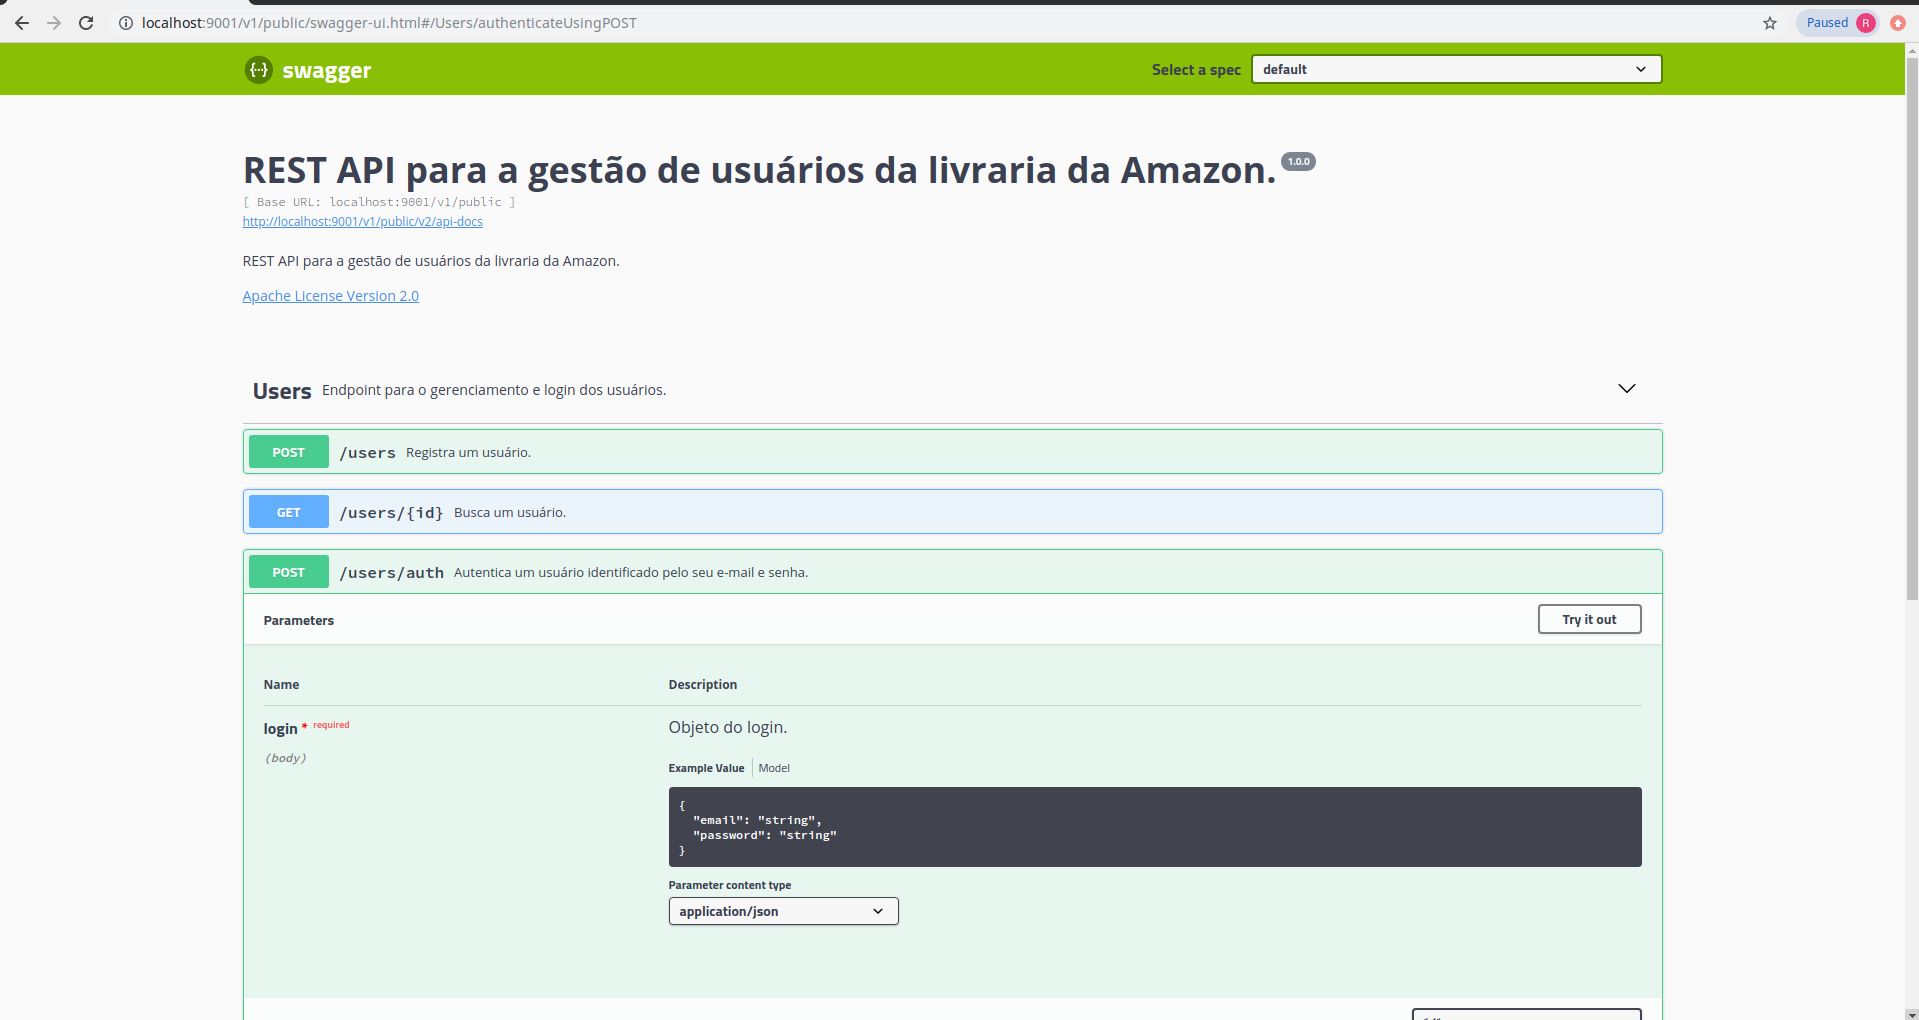 localhost:9001/v1/public/swagger-ui.html#/Users/authenticateUsingPOST
Paused R
{··} swagger
Select a spec default
REST API para a gestão de usuários da livraria da Amazon. 1.0.0
[ Base URL: localhost:9001/v1/public ]
http://localhost:9001/v1/public/v2/api-docs
REST API para a gestão de usuários da livraria da Amazon.
Apache License Version 2.0
Users Endpoint para o gerenciamento e login dos usuários.
POST /users Registra um usuário.
GET /users/{id} Busca um usuário.
POST /users/auth Autentica um usuário identificado pelo seu e-mail e senha.
Parameters Try it out
Name Description
login * required Objeto do login.
(body)
Example Value Model
{
"email": "string",
"password": "string"
}
Parameter content type
application/json